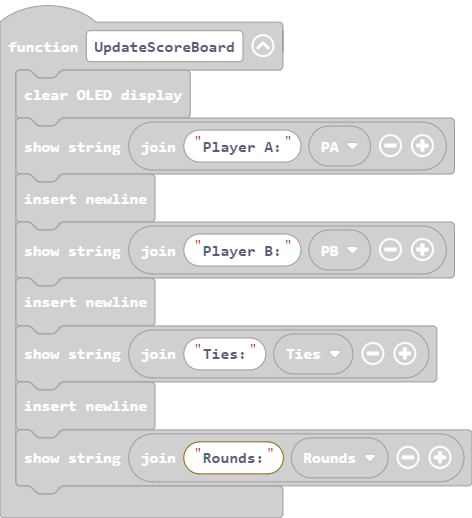 function UpdateScoreBoard
clear OLED display
show string join "Player A:" PA
insert newline
show string join "Player B:" PB
insert newline
show string join "Ties:" Ties
insert newline
show string join "Rounds:" Rounds